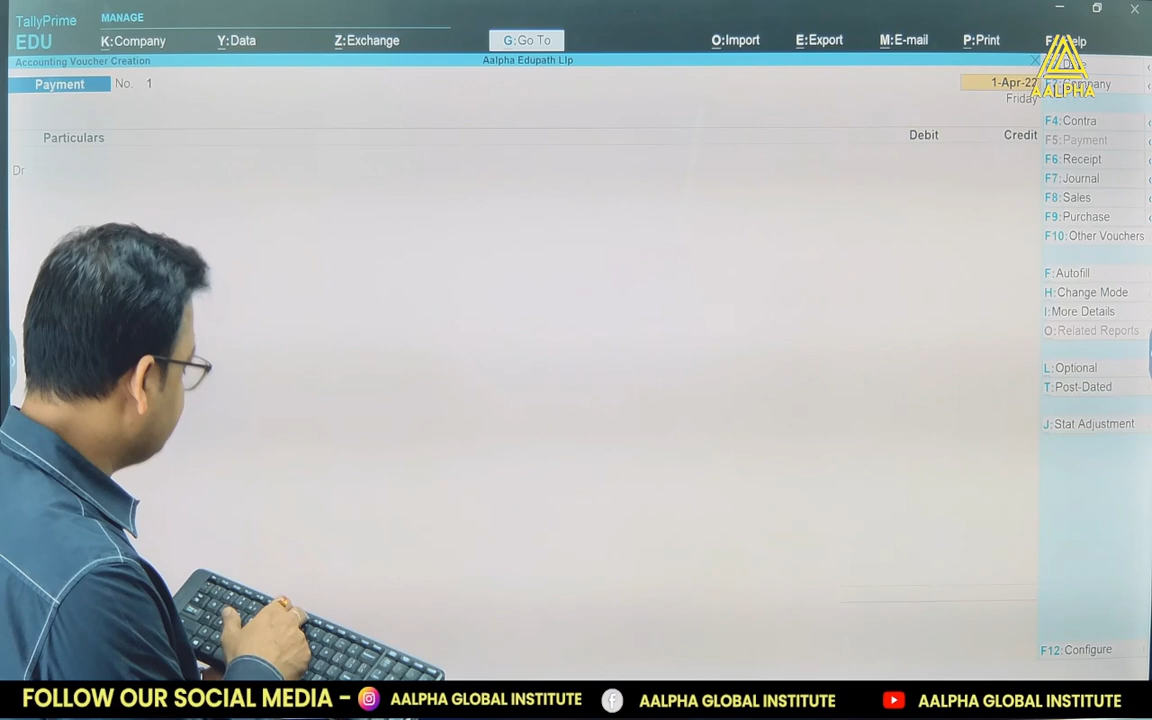 TallyPrime
EDU
MANAGE
K:Company
Y:Data
Z:Exchange
G:Go To
O:Import
E:Export
M:E-mail
P:Print
Accounting Voucher Creation
Aalpha Edupath Llp
AALPHA
Payment
No. 1
1-Apr-22
Friday
Particulars
Debit
Credit
Dr
F4:Contra
F5:Payment
F6:Receipt
F7:Journal
F8:Sales
F9:Purchase
F10:Other Vouchers
F:Autofill
H:Change Mode
I:More Details
O:Related Reports
L:Optional
T:Post-Dated
J:Stat Adjustment
F12:Configure
FOLLOW OUR SOCIAL MEDIA - AALPHA GLOBAL INSTITUTE AALPHA GLOBAL INSTITUTE AALPHA GLOBAL INSTITUTE